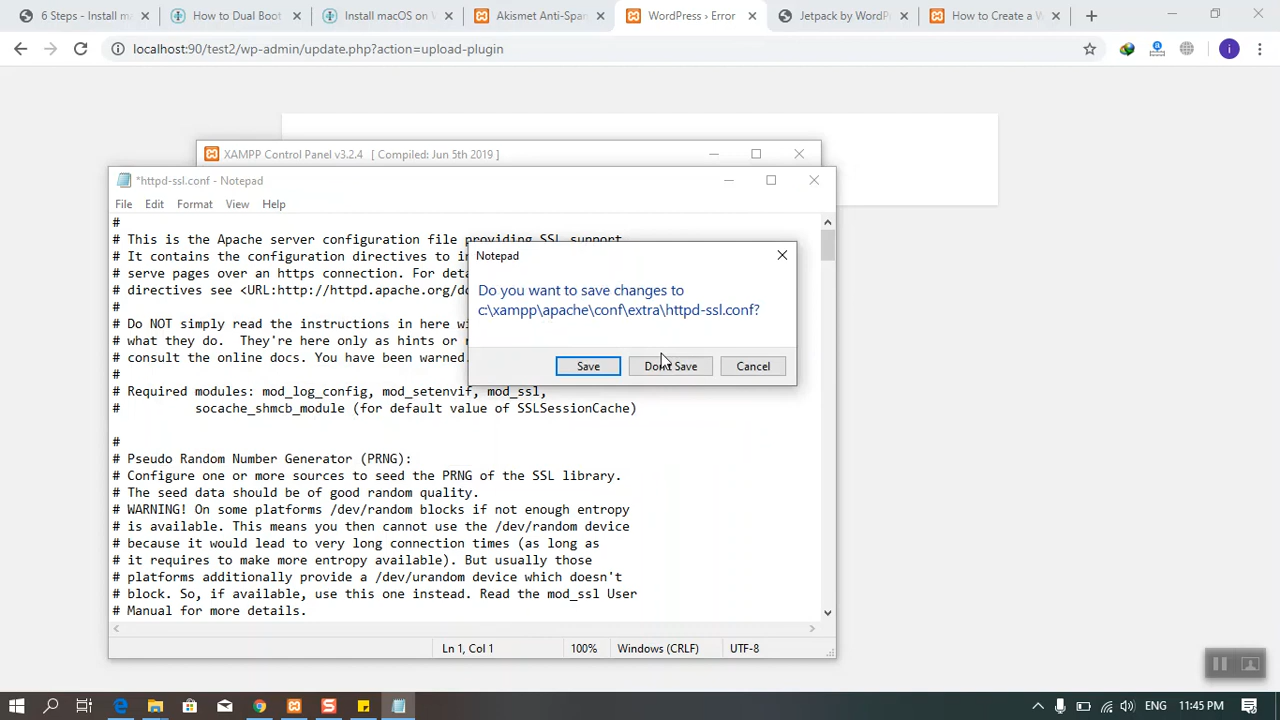 6 Steps - Install m
How to Dual Boot
Install macOS on V
Akismet Anti-Spa
WordPress › Error
Jetpack by WordP
How to Create a W
localhost:90/test2/wp-admin/update.php?action=upload-plugin
i
XAMPP Control Panel v3.2.4 [ Compiled: Jun 5th 2019 ]
*httpd-ssl.conf - Notepad
File Edit Format View Help
#
# This is the Apache server configuration file providing SSL support.
# It contains the configuration directives to in
# serve pages over an https connection. For deta
# directives see <URL:http://httpd.apache.org/do
#
# Do NOT simply read the instructions in here wi
# what they do.  They're here only as hints or r
# consult the online docs. You have been warned.
#
# Required modules: mod_log_config, mod_setenvif, mod_ssl,
#          socache_shmcb_module (for default value of SSLSessionCache)
#
# Pseudo Random Number Generator (PRNG):
# Configure one or more sources to seed the PRNG of the SSL library.
# The seed data should be of good random quality.
# WARNING! On some platforms /dev/random blocks if not enough entropy
# is available. This means you then cannot use the /dev/random device
# because it would lead to very long connection times (as long as
# it requires to make more entropy available). But usually those
# platforms additionally provide a /dev/urandom device which doesn't
# block. So, if available, use this one instead. Read the mod_ssl User
# Manual for more details.
Notepad
Do you want to save changes to
c:\xampp\apache\conf\extra\httpd-ssl.conf?
Save Don't Save Cancel
Ln 1, Col 1 100% Windows (CRLF) UTF-8
ENG 11:45 PM